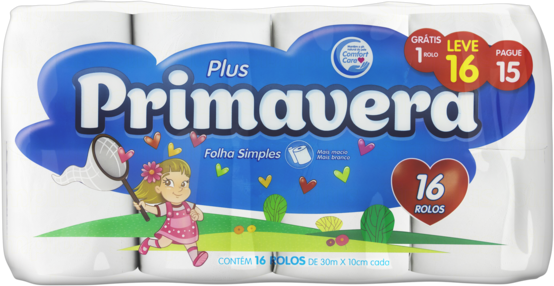 Plus
Primavera
Comfort
Care
GRÁTIS
1 ROLO
LEVE
16
PAGUE
15
Folha Simples
Mais macio
Mais branco
16
ROLOS
CONTÉM 16 ROLOS DE 30m X 10cm cada